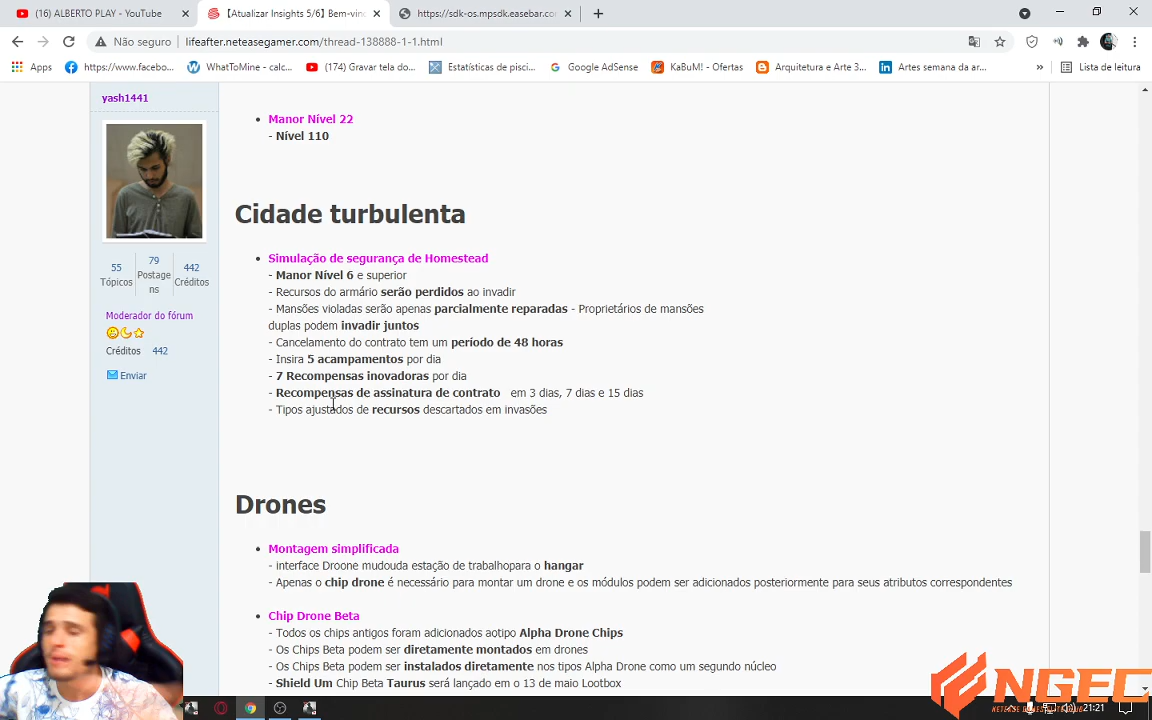 (16) ALBERTO PLAY - YouTube
【Atualizar Insights 5/6】Bem-vind
https://sdk-os.mpsdk.easebar.co
Não seguro
lifeafter.neteasegamer.com/thread-138888-1-1.html
Apps
https://www.facebo...
WhatToMine - calc...
(174) Gravar tela do...
Estatísticas de pisci...
Google AdSense
KaBuM! - Ofertas
Arquitetura e Arte 3...
Artes semana da ar...
»
Lista de leitura
yash1441
55
Tópicos
79
Postage
ns
442
Créditos
Moderador do fórum
Créditos 442
Enviar
Manor Nível 22
- Nível 110
Cidade turbulenta
Simulação de segurança de Homestead
- Manor Nível 6 e superior
- Recursos do armário serão perdidos ao invadir
- Mansões violadas serão apenas parcialmente reparadas - Proprietários de mansões
duplas podem invadir juntos
- Cancelamento do contrato tem um período de 48 horas
- Insira 5 acampamentos por dia
- 7 Recompensas inovadoras por dia
- Recompensas de assinatura de contrato em 3 dias, 7 dias e 15 dias
- Tipos ajustados de recursos descartados em invasões
Drones
Montagem simplificada
- interface Droone mudouda estação de trabalhopara o hangar
- Apenas o chip drone é necessário para montar um drone e os módulos podem ser adicionados posteriormente para seus atributos correspondentes
Chip Drone Beta
- Todos os chips antigos foram adicionados aotipo Alpha Drone Chips
- Os Chips Beta podem ser diretamente montados em drones
- Os Chips Beta podem ser instalados diretamente nos tipos Alpha Drone como um segundo núcleo
- Shield Um Chip Beta Taurus será lançado em o 13 de maio Lootbox
NGEC
21:21